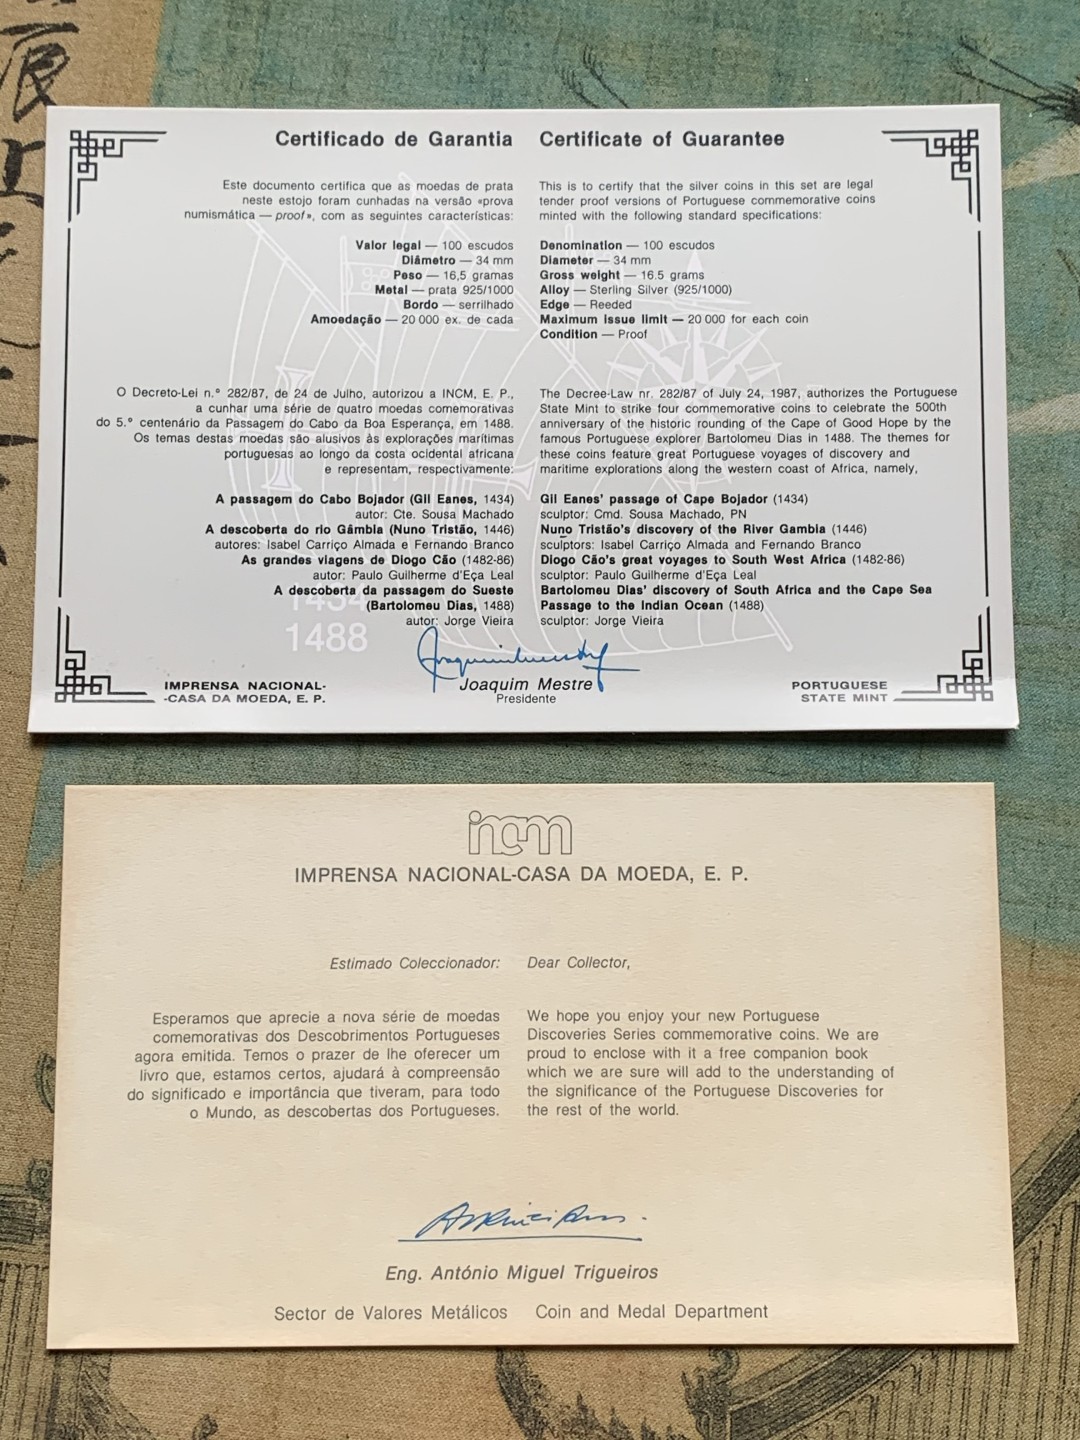 Certificado de Garantia
Este documento certifica que as moedas de prata
neste estojo foram cunhadas na versão «prova
numismática — proof», com as seguintes características:
Valor legal — 100 escudos
Diâmetro — 34 mm
Peso — 16,5 gramas
Metal — prata 925/1000
Bordo — serrilhado
Amoedação — 20 000 ex. de cada
O Decreto-Lei n.º 282/87, de 24 de Julho, autorizou a INCM, E. P.,
a cunhar uma série de quatro moedas comemorativas
do 5.º centenário da Passagem do Cabo da Boa Esperança, em 1488.
Os temas destas moedas são alusivos às explorações marítimas
portuguesas ao longo da costa ocidental africana
e representam, respectivamente:
A passagem do Cabo Bojador (Gil Eanes, 1434)
autor: Cte. Sousa Machado
A descoberta do rio Gâmbia (Nuno Tristão, 1446)
autores: Isabel Carriço Almada e Fernando Branco
As grandes viagens de Diogo Cão (1482-86)
autor: Paulo Guilherme d'Eça Leal
A descoberta da passagem do Sueste
(Bartolomeu Dias, 1488)
autor: Jorge Vieira
Certificate of Guarantee
This is to certify that the silver coins in this set are legal
tender proof versions of Portuguese commemorative coins
minted with the following standard specifications:
Denomination — 100 escudos
Diameter — 34 mm
Gross weight — 16.5 grams
Alloy — Sterling Silver (925/1000)
Edge — Reeded
Maximum issue limit — 20 000 for each coin
Condition — Proof
The Decree-Law nr. 282/87 of July 24, 1987, authorizes the Portuguese
State Mint to strike four commemorative coins to celebrate the 500th
anniversary of the historic rounding of the Cape of Good Hope by the
famous Portuguese explorer Bartolomeu Dias in 1488. The themes for
these coins feature great Portuguese voyages of discovery and
maritime explorations along the western coast of Africa, namely,
Gil Eanes' passage of Cape Bojador (1434)
sculptor: Cmd. Sousa Machado, PN
Nuno Tristão's discovery of the River Gambia (1446)
sculptors: Isabel Carriço Almada and Fernando Branco
Diogo Cão's great voyages to South West Africa (1482-86)
sculptor: Paulo Guilherme d'Eça Leal
Bartolomeu Dias' discovery of South Africa and the Cape Sea
Passage to the Indian Ocean (1488)
sculptor: Jorge Vieira
1434
1488
IMPRENSA NACIONAL-
-CASA DA MOEDA, E. P.
Joaquim Mestre
Presidente
PORTUGUESE
STATE MINT
incm
IMPRENSA NACIONAL-CASA DA MOEDA, E. P.
Estimado Coleccionador:
Esperamos que aprecie a nova série de moedas
comemorativas dos Descobrimentos Portugueses
agora emitida. Temos o prazer de lhe oferecer um
livro que, estamos certos, ajudará à compreensão
do significado e importância que tiveram, para todo
o Mundo, as descobertas dos Portugueses.
Dear Collector,
We hope you enjoy your new Portuguese
Discoveries Series commemorative coins. We are
proud to enclose with it a free companion book
which we are sure will add to the understanding of
the significance of the Portuguese Discoveries for
the rest of the world.
Eng. António Miguel Trigueiros
Sector de Valores Metálicos
Coin and Medal Department